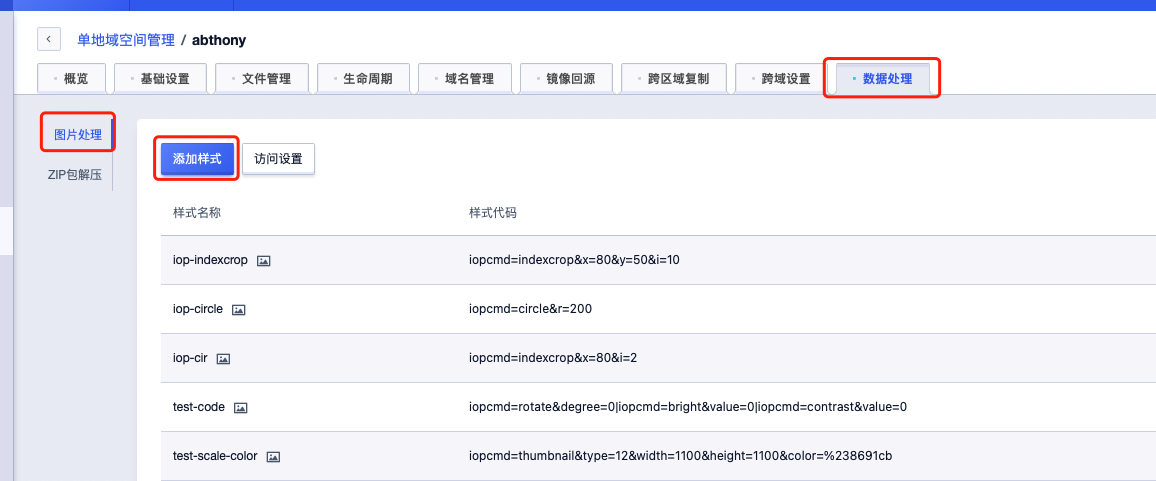 单地域空间管理 / abthony
概览 基础设置 文件管理 生命周期 域名管理 镜像回源 跨区域复制 跨域设置 数据处理
图片处理
ZIP包解压
添加样式 访问设置
样式名称 样式代码
iop-indexcrop iopcmd=indexcrop&x=80&y=50&i=10
iop-circle iopcmd=circle&r=200
iop-cir iopcmd=indexcrop&x=80&i=2
test-code iopcmd=rotate&degree=0|iopcmd=bright&value=0|iopcmd=contrast&value=0
test-scale-color iopcmd=thumbnail&type=12&width=1100&height=1100&color=%238691cb